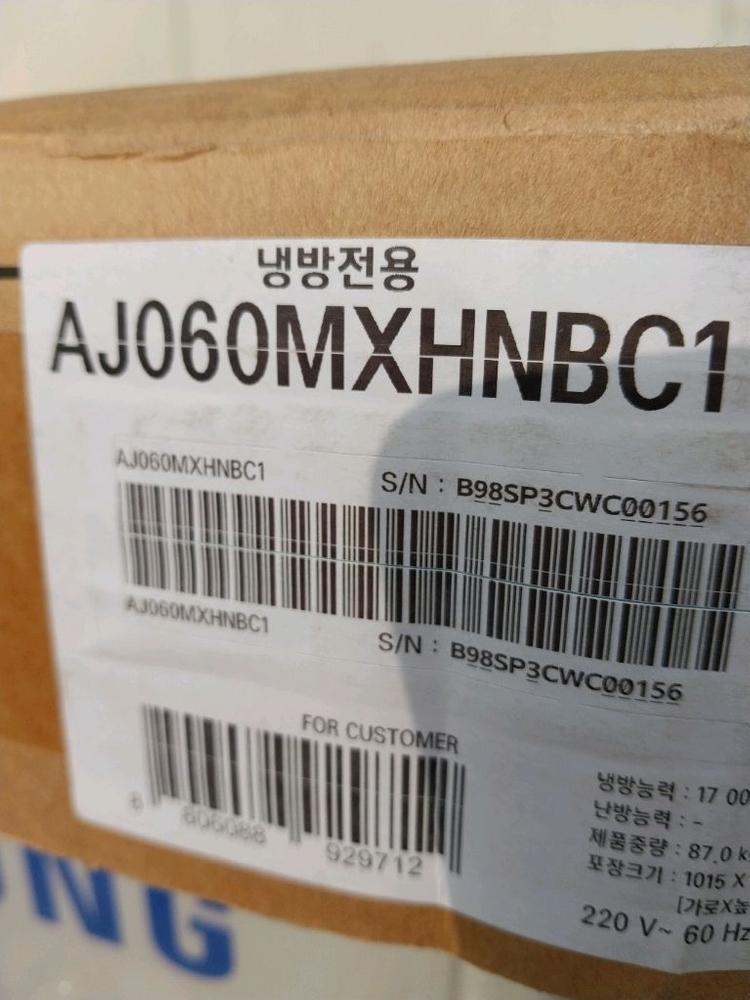 냉방전용
AJ060MXHNBC1
AJ060MXHNBC1
S/N : B98SP3CWC00156
AJ060MXHNBC1
S/N : B98SP3CWC00156
FOR CUSTOMER
8 806088 929712
냉방능력 : 17 00
난방능력 : -
제품중량 : 87.0 k
포장크기 : 1015 X
[가로X높
220 V~ 60 Hz
NG